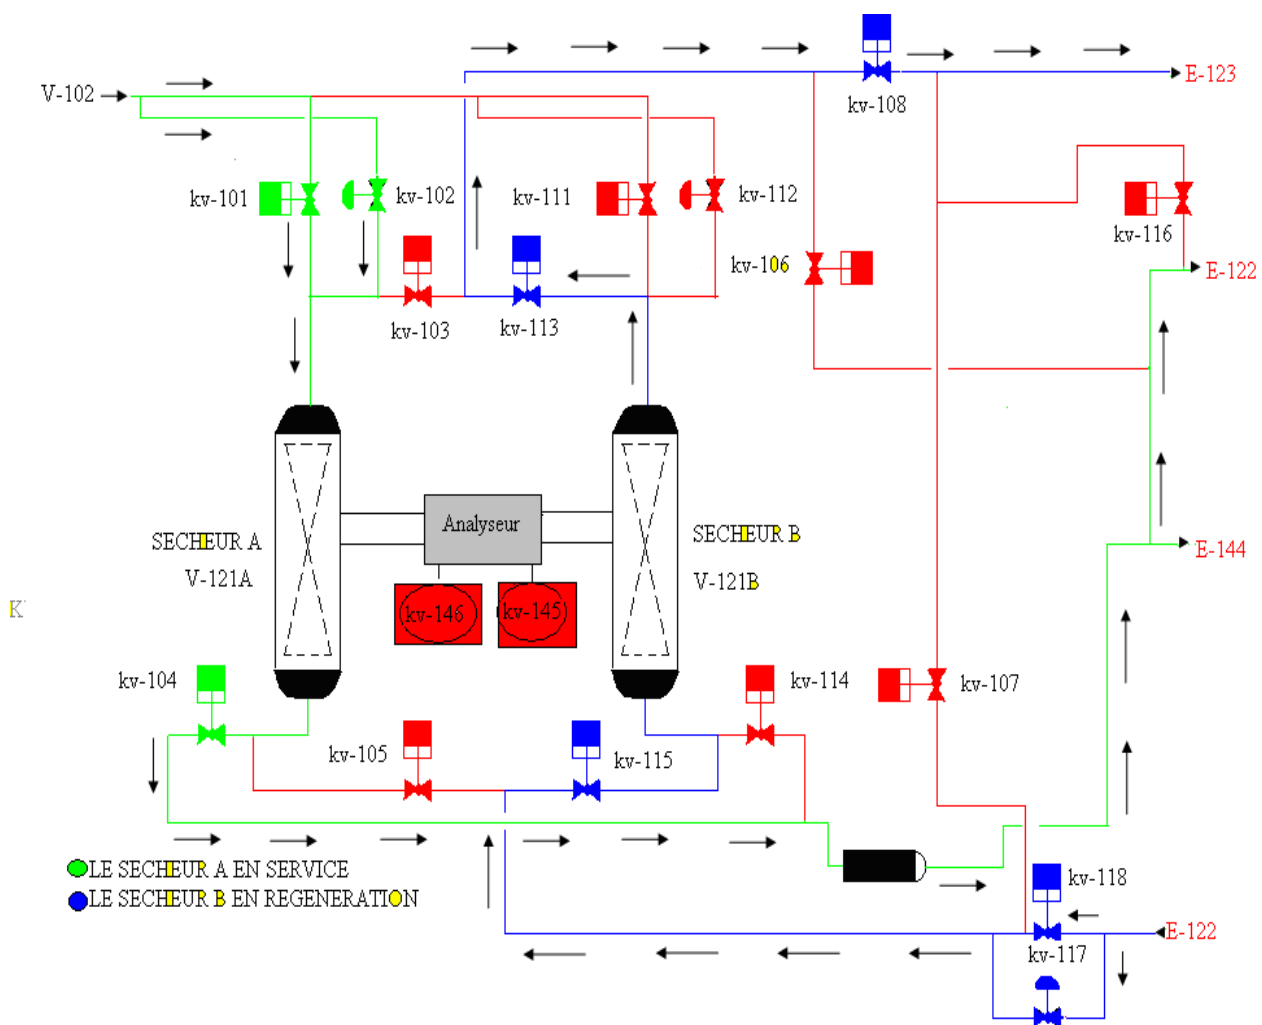 E-123
V-102
kv-108
kv-101
kv-102
kv-111
kv-112
kv-116
kv-106
E-122
kv-103
kv-113
Analyseur
SECHEUR A
V-121A
SECHEUR B
V-121B
E-144
K
kv-146
kv-145
kv-104
kv-114
kv-107
kv-105
kv-115
LE SECHEUR A EN SERVICE
LE SECHEUR B EN REGENERATION
kv-118
E-122
kv-117